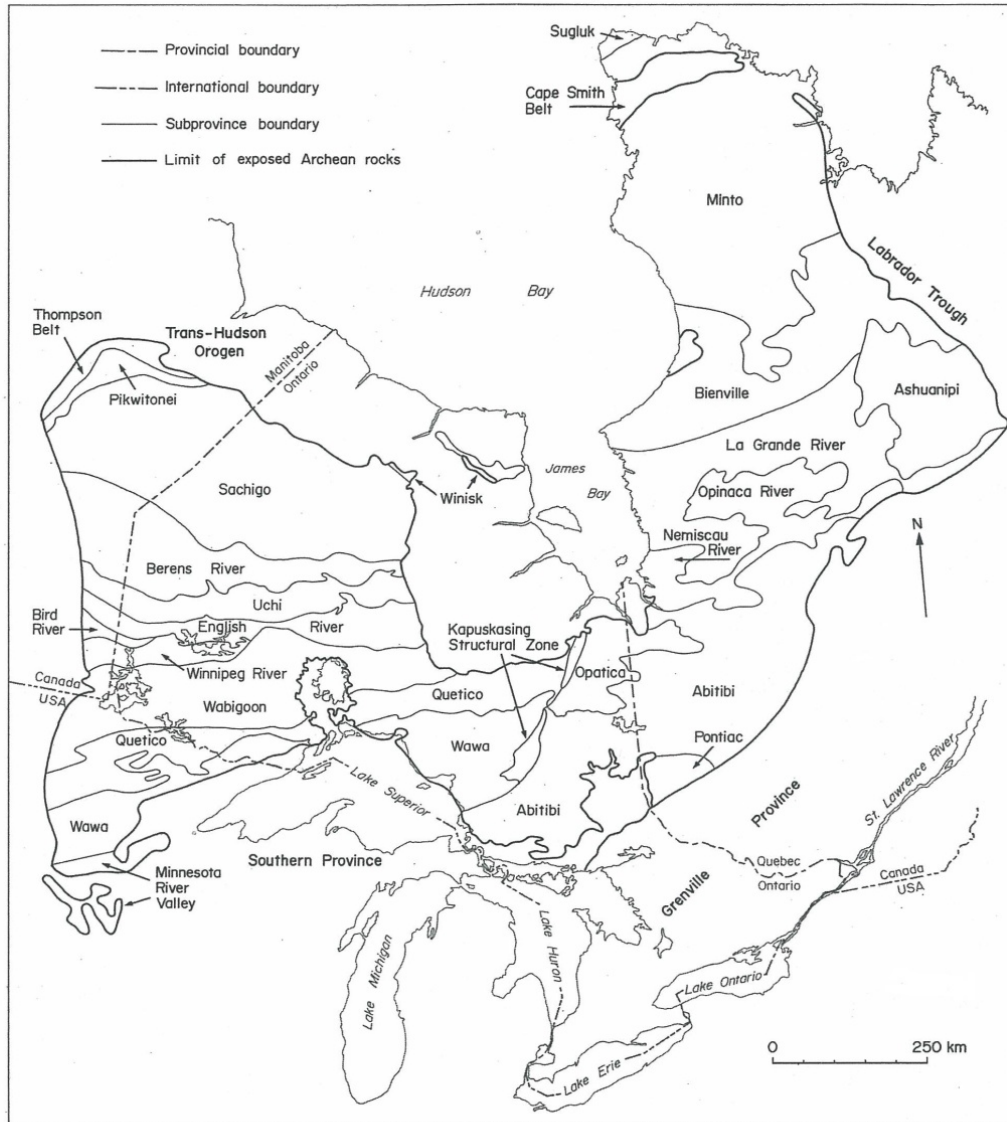 Provincial boundary
International boundary
Subprovince boundary
Limit of exposed Archean rocks
Sugluk
Cape Smith
Belt
Minto
Labrador Trough
Hudson Bay
Thompson
Belt
Trans-Hudson
Orogen
Manitoba
Ontario
Pikwitonei
Bienville
Ashuanipi
La Grande River
Sachigo
Winisk
James
Bay
Opinaca River
Nemiscau
River
N
Berens River
Uchi
Bird
River
English River
Kapuskasing
Structural Zone
Winnipeg River
Opatica
Canada
USA
Wabigoon
Quetico
Abitibi
Quetico
Wawa
Pontiac
Lake Superior
Abitibi
Wawa
Southern Province
Minnesota
River
Valley
Grenville Province
St. Lawrence River
Quebec
Ontario
Canada
USA
Lake Michigan
Lake Huron
Lake Ontario
Lake Erie
0 250 km